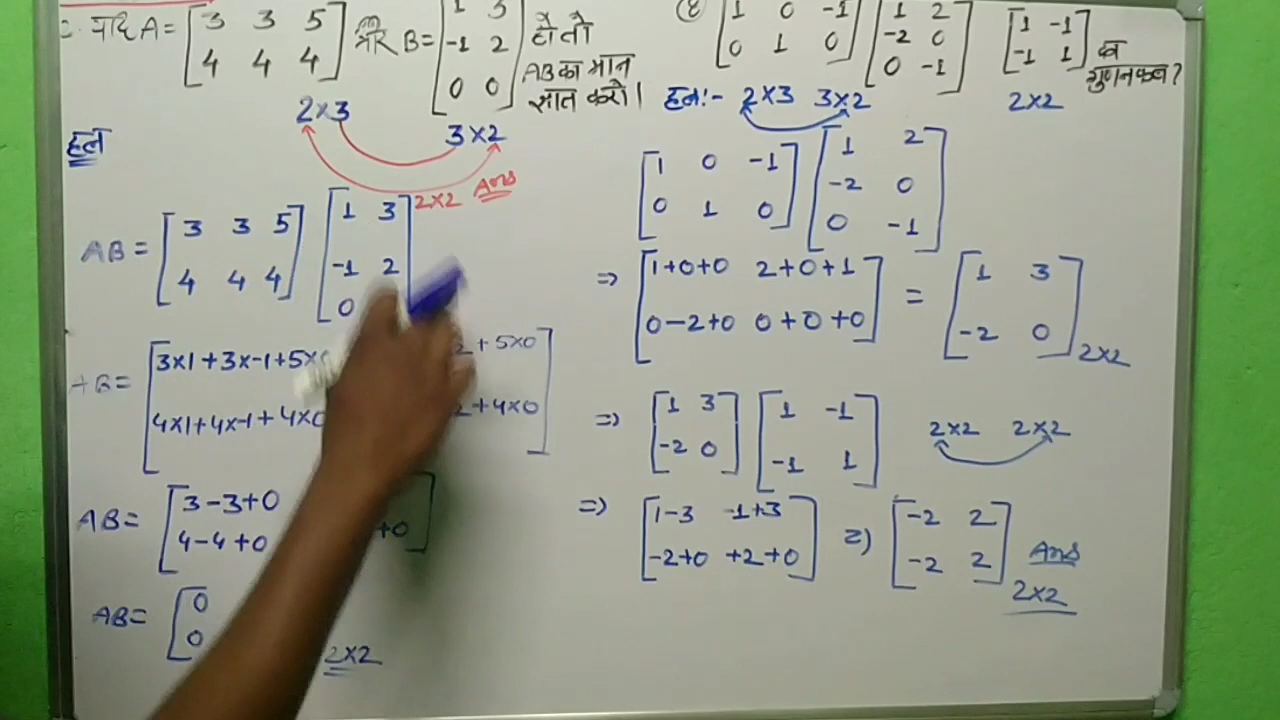 यदि A= [3 3 5
4 4 4] और B= [1 3
-1 2
0 0] हो तो
AB का मान
ज्ञात करो।
2×3
3×2
हल
2×2 Ans
AB = [3 3 5
4 4 4] [1 3
-1 2
0
AB= [3×1+3×-1+5×0 2+5×0
4×1+4×-1+4×0 2+4×0]
AB= [3-3+0
4-4+0 +0]
AB= [0
0
2×2
[1 0 -1
0 1 0] [1 2
-2 0
0 -1] [1 -1
-1 1] का
गुणनफल?
हल:- 2×3 3×2 2×2
[1 0 -1
0 1 0] [1 2
-2 0
0 -1]
=> [1+0+0 2+0+1
0-2+0 0+0+0] = [1 3
-2 0] 2×2
=> [1 3
-2 0] [1 -1
-1 1] 2×2 2×2
=> [1-3 -1+3
-2+0 +2+0] => [-2 2
-2 2] Ans
2×2